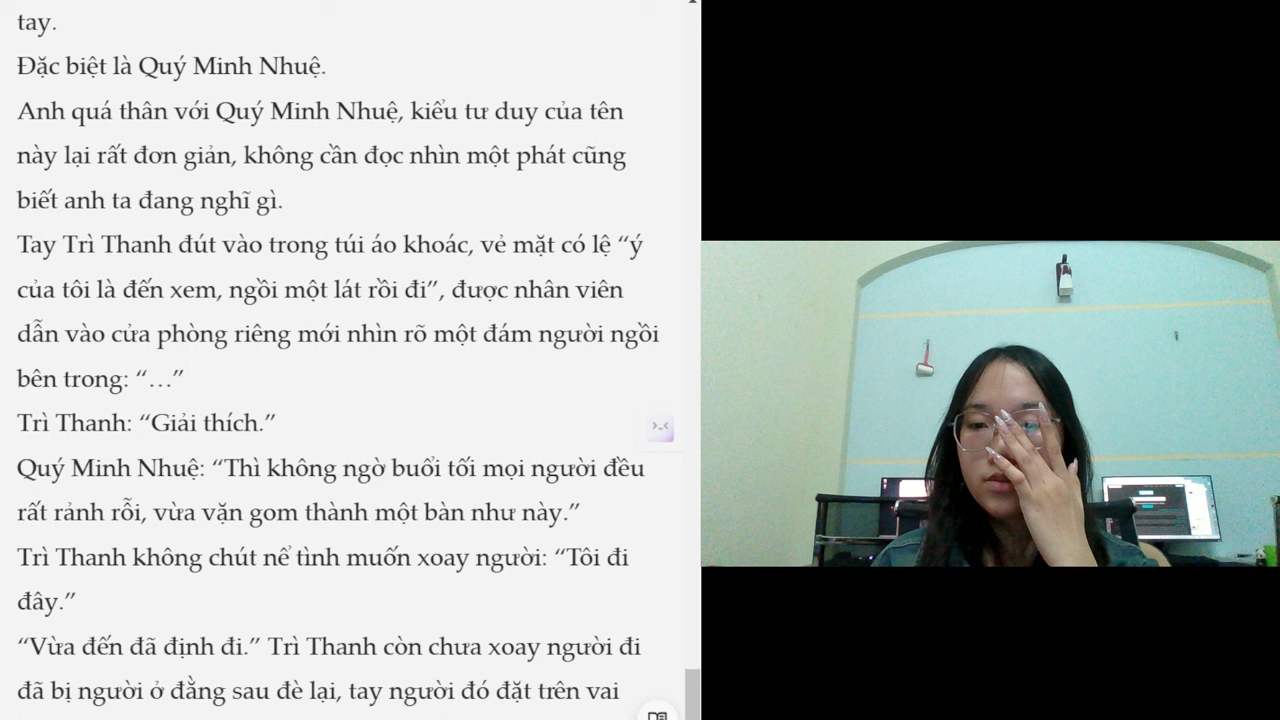 tay.
Đặc biệt là Quý Minh Nhuệ.
Anh quá thân với Quý Minh Nhuệ, kiểu tư duy của tên
này lại rất đơn giản, không cần đọc nhìn một phát cũng
biết anh ta đang nghĩ gì.
Tay Trì Thanh đút vào trong túi áo khoác, vẻ mặt có lệ “ý
của tôi là đến xem, ngồi một lát rồi đi”, được nhân viên
dẫn vào cửa phòng riêng mới nhìn rõ một đám người ngồi
bên trong: “…”
Trì Thanh: “Giải thích.”
Quý Minh Nhuệ: “Thì không ngờ buổi tối mọi người đều
rất rảnh rỗi, vừa vặn gom thành một bàn như này.”
Trì Thanh không chút nể tình muốn xoay người: “Tôi đi
đây.”
“Vừa đến đã định đi.” Trì Thanh còn chưa xoay người đi
đã bị người ở đằng sau đè lại, tay người đó đặt trên vai